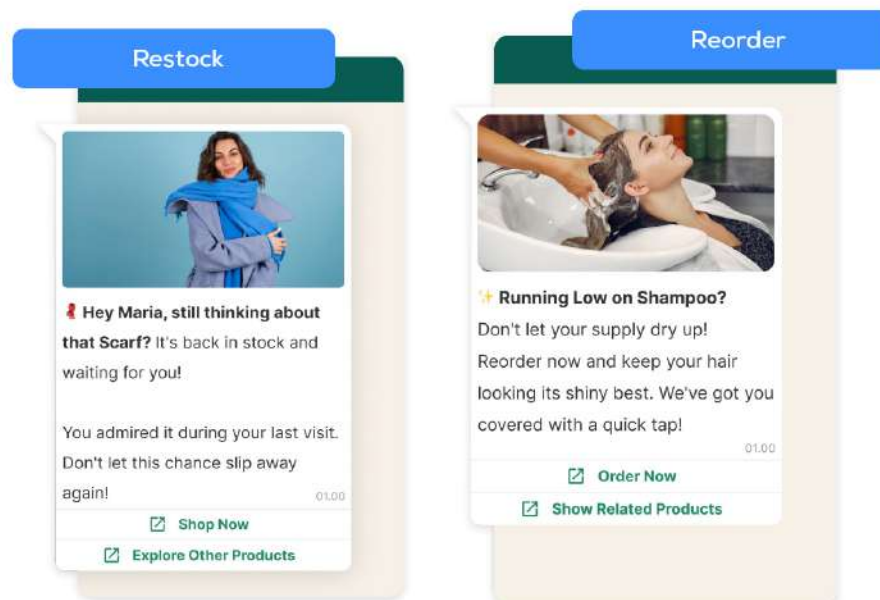 Restock
Hey Maria, still thinking about
that Scarf? It's back in stock and
waiting for you!
You admired it during your last visit.
Don't let this chance slip away
again!
01.00
Shop Now
Explore Other Products
Reorder
Running Low on Shampoo?
Don't let your supply dry up!
Reorder now and keep your hair
looking its shiny best. We've got you
covered with a quick tap!
01.00
Order Now
Show Related Products